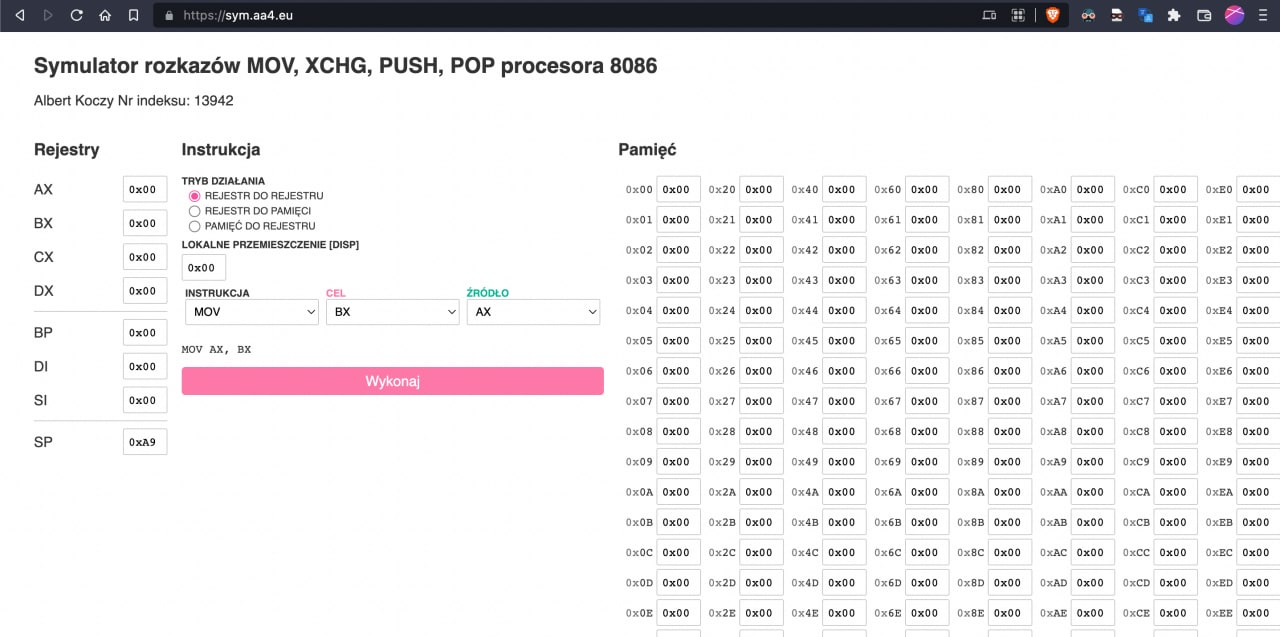 https://sym.aa4.eu
Symulator rozkazów MOV, XCHG, PUSH, POP procesora 8086
Albert Koczy Nr indeksu: 13942
Rejestry
AX 0x00
BX 0x00
CX 0x00
DX 0x00
BP 0x00
DI 0x00
SI 0x00
SP 0xA9
Instrukcja
TRYB DZIAŁANIA
REJESTR DO REJESTRU
REJESTR DO PAMIĘCI
PAMIĘĆ DO REJESTRU
LOKALNE PRZEMIESZCZENIE [DISP]
0x00
INSTRUKCJA CEL ŹRÓDŁO
MOV BX AX
MOV AX, BX
Wykonaj
Pamięć
0x00 0x00 0x20 0x00 0x40 0x00 0x60 0x00 0x80 0x00 0xA0 0x00 0xC0 0x00 0xE0 0x00
0x01 0x00 0x21 0x00 0x41 0x00 0x61 0x00 0x81 0x00 0xA1 0x00 0xC1 0x00 0xE1 0x00
0x02 0x00 0x22 0x00 0x42 0x00 0x62 0x00 0x82 0x00 0xA2 0x00 0xC2 0x00 0xE2 0x00
0x03 0x00 0x23 0x00 0x43 0x00 0x63 0x00 0x83 0x00 0xA3 0x00 0xC3 0x00 0xE3 0x00
0x04 0x00 0x24 0x00 0x44 0x00 0x64 0x00 0x84 0x00 0xA4 0x00 0xC4 0x00 0xE4 0x00
0x05 0x00 0x25 0x00 0x45 0x00 0x65 0x00 0x85 0x00 0xA5 0x00 0xC5 0x00 0xE5 0x00
0x06 0x00 0x26 0x00 0x46 0x00 0x66 0x00 0x86 0x00 0xA6 0x00 0xC6 0x00 0xE6 0x00
0x07 0x00 0x27 0x00 0x47 0x00 0x67 0x00 0x87 0x00 0xA7 0x00 0xC7 0x00 0xE7 0x00
0x08 0x00 0x28 0x00 0x48 0x00 0x68 0x00 0x88 0x00 0xA8 0x00 0xC8 0x00 0xE8 0x00
0x09 0x00 0x29 0x00 0x49 0x00 0x69 0x00 0x89 0x00 0xA9 0x00 0xC9 0x00 0xE9 0x00
0x0A 0x00 0x2A 0x00 0x4A 0x00 0x6A 0x00 0x8A 0x00 0xAA 0x00 0xCA 0x00 0xEA 0x00
0x0B 0x00 0x2B 0x00 0x4B 0x00 0x6B 0x00 0x8B 0x00 0xAB 0x00 0xCB 0x00 0xEB 0x00
0x0C 0x00 0x2C 0x00 0x4C 0x00 0x6C 0x00 0x8C 0x00 0xAC 0x00 0xCC 0x00 0xEC 0x00
0x0D 0x00 0x2D 0x00 0x4D 0x00 0x6D 0x00 0x8D 0x00 0xAD 0x00 0xCD 0x00 0xED 0x00
0x0E 0x00 0x2E 0x00 0x4E 0x00 0x6E 0x00 0x8E 0x00 0xAE 0x00 0xCE 0x00 0xEE 0x00